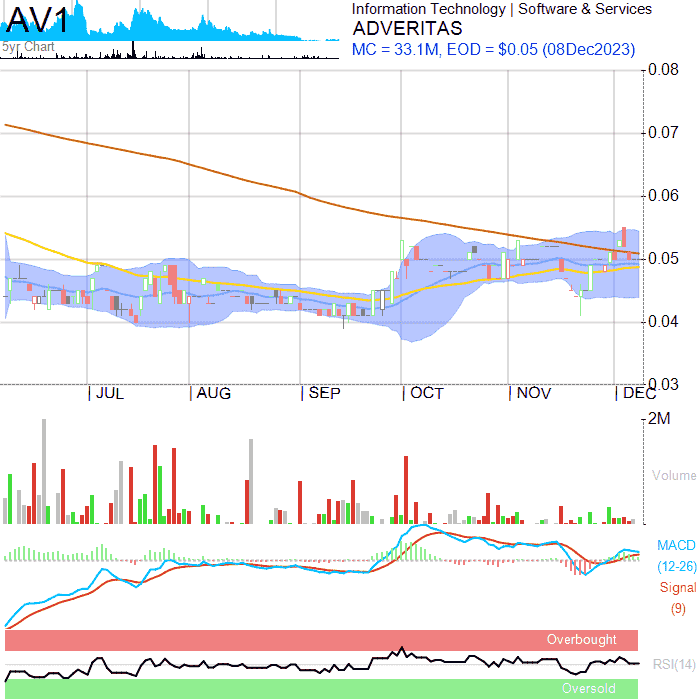 AV1
5yr Chart
Information Technology | Software & Services
ADVERITAS
MC = 33.1M, EOD = $0.05 (08Dec2023)
0.08
0.07
0.06
0.05
0.04
0.03
JUL AUG SEP OCT NOV DEC
2M
Volume
MACD
(12-26)
Signal
(9)
Overbought
RSI(14)
Oversold